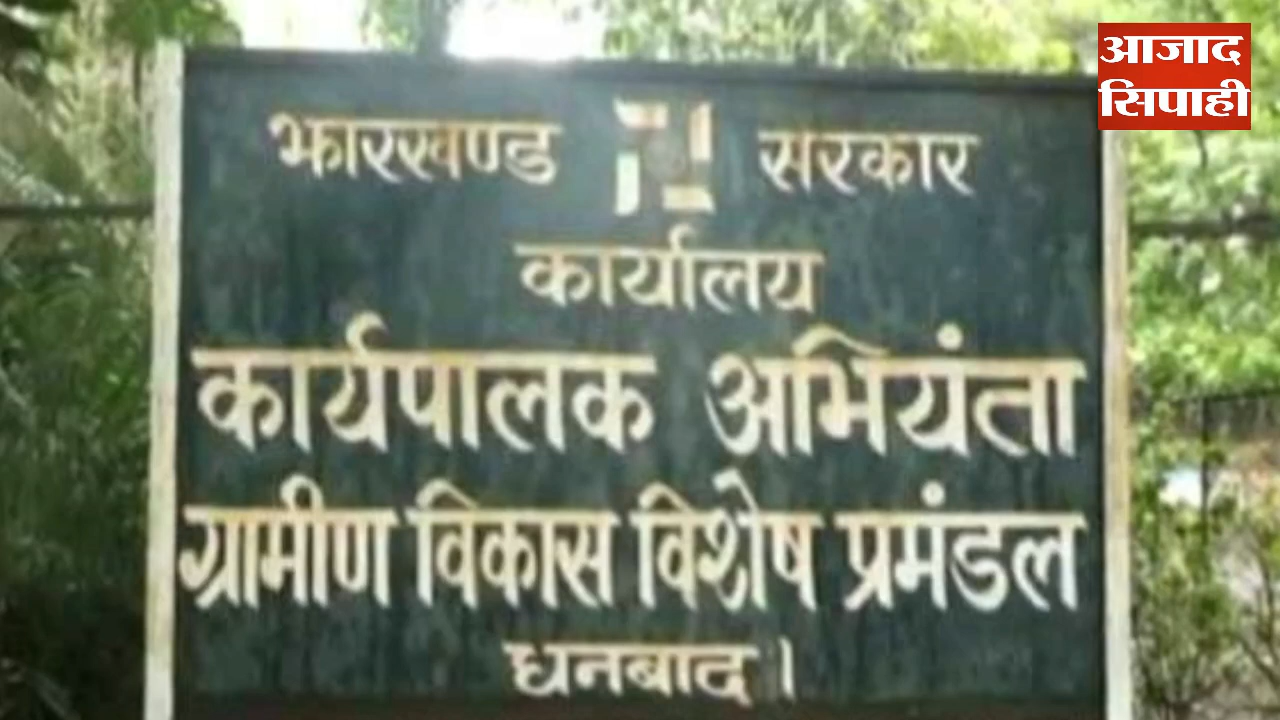 आजाद
सिपाही
झारखण्ड सरकार
कार्यालय
कार्यपालक अभियंता
ग्रामीण विकास विशेष प्रमंडल
धनबाद।